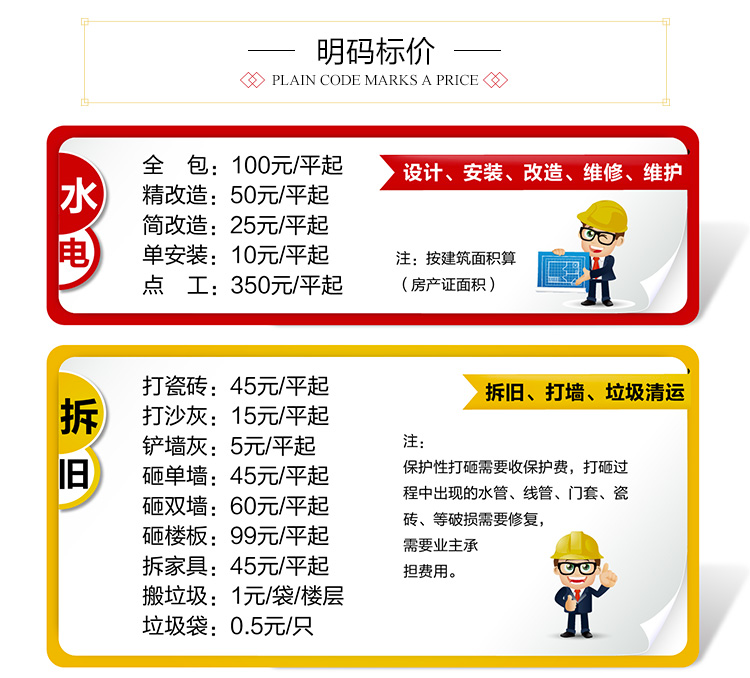 明码标价
PLAIN CODE MARKS A PRICE
水电
全 包：100元/平起
精改造：50元/平起
简改造：25元/平起
单安装：10元/平起
点 工：350元/平起
设计、安装、改造、维修、维护
注：按建筑面积算
（房产证面积）
拆旧
打瓷砖：45元/平起
打沙灰：15元/平起
铲墙灰：5元/平起
砸单墙：45元/平起
砸双墙：60元/平起
砸楼板：99元/平起
拆家具：45元/平起
搬垃圾：1元/袋/楼层
垃圾袋：0.5元/只
拆旧、打墙、垃圾清运
注：
保护性打砸需要收保护费，打砸过
程中出现的水管、线管、门套、瓷
砖、等破损需要修复，
需要业主承
担费用。